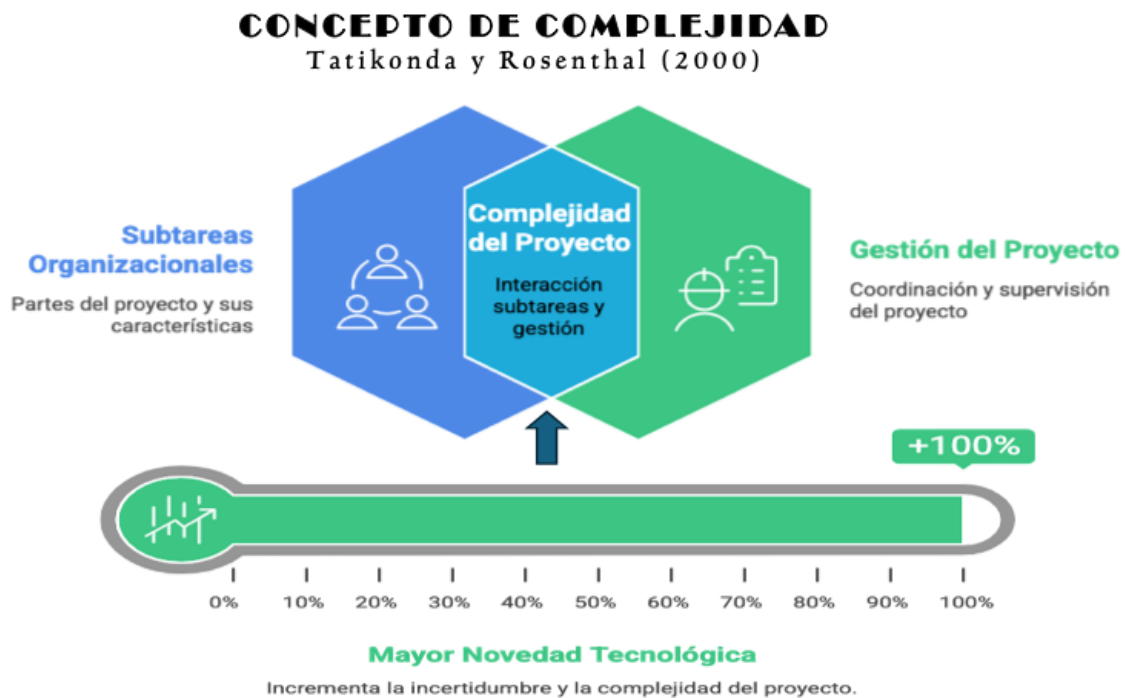 CONCEPTO DE COMPLEJIDAD
Tatikonda y Rosenthal (2000)
Subtareas
Organizacionales
Partes del proyecto y sus
características
Complejidad
del Proyecto
Interacción
subtareas y
gestión
Gestión del Proyecto
Coordinación y supervisión
del proyecto
+100%
0% 10% 20% 30% 40% 50% 60% 70% 80% 90% 100%
Mayor Novedad Tecnológica
Incrementa la incertidumbre y la complejidad del proyecto.